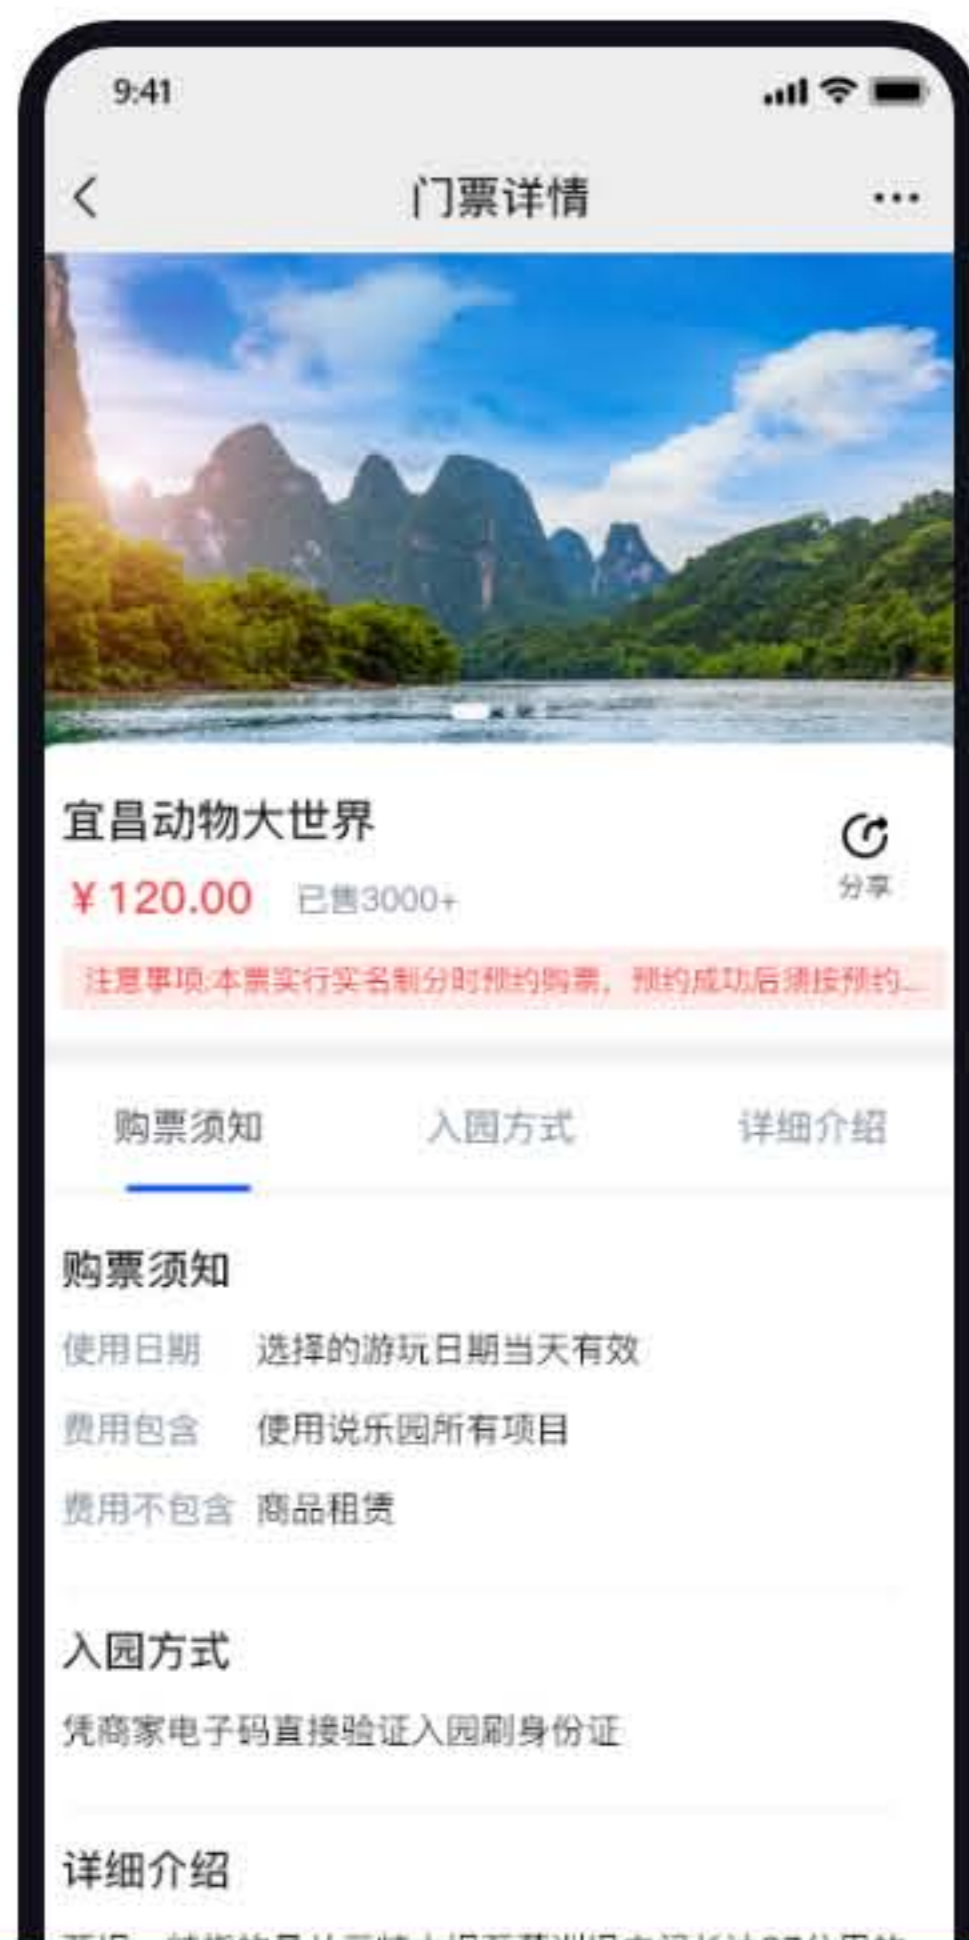 9:41
门票详情
宜昌动物大世界
¥120.00 已售3000+
分享
注意事项:本票实行实名制分时预约购票，预约成功后须按预约...
购票须知 入园方式 详细介绍
购票须知
使用日期 选择的游玩日期当天有效
费用包含 使用说乐园所有项目
费用不包含 商品租赁
入园方式
凭商家电子码直接验证入园刷身份证
详细介绍